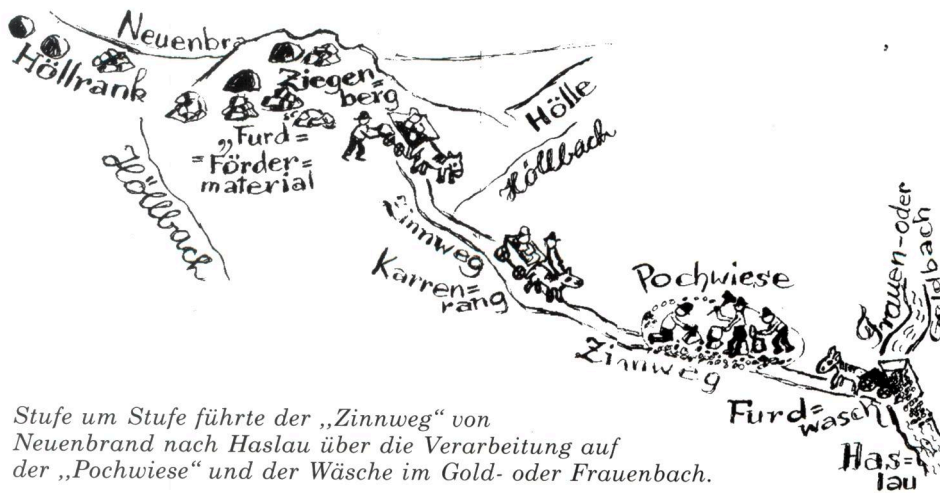 Neuenbra
Höllrank
Ziegen=
berg
„Furd"=
=Förder=
material
Höllbach
Hölle
Höllbach
Zinnweg
Karren=
rang
Pochwiese
Zinnweg
Frauen-oder
Goldbach
Furd=
wasch
Has=
lau
Stufe um Stufe führte der „Zinnweg" von
Neuenbrand nach Haslau über die Verarbeitung auf
der „Pochwiese" und der Wäsche im Gold- oder Frauenbach.